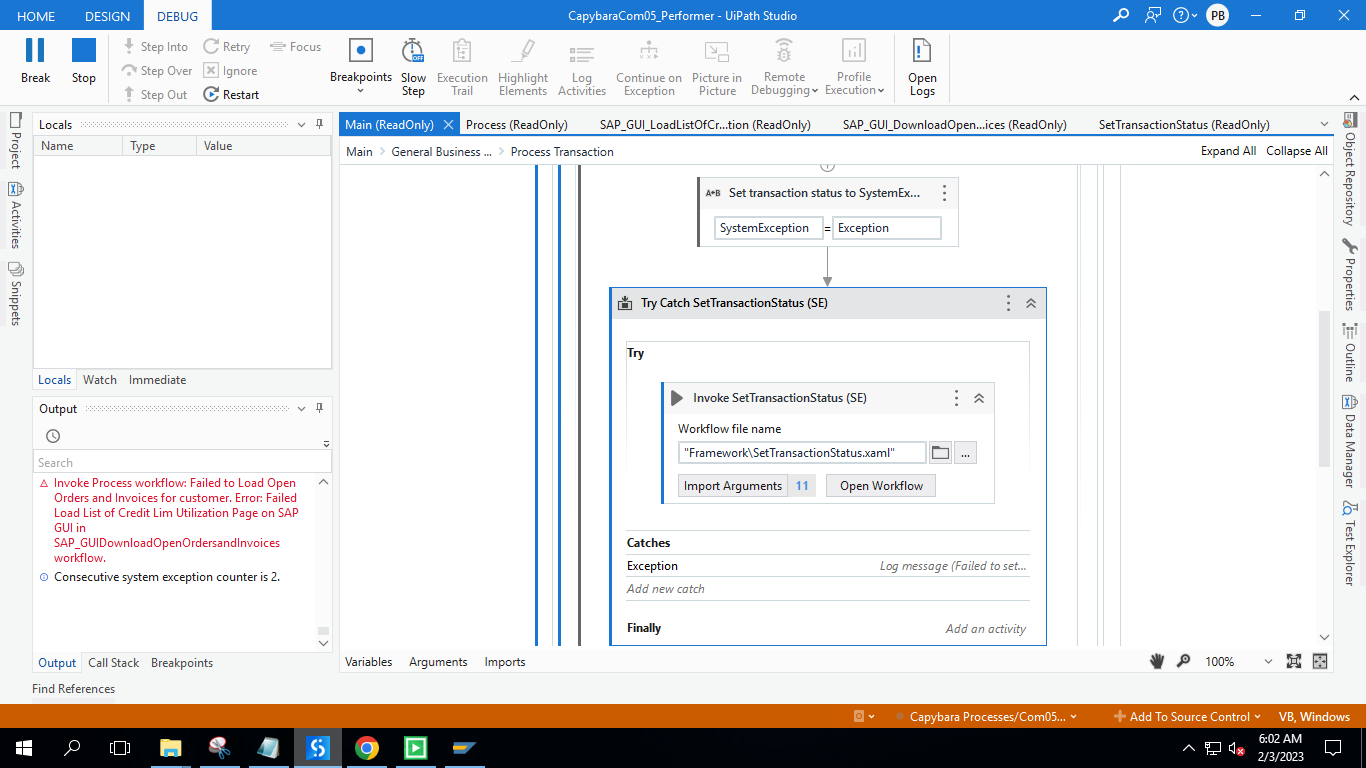 HOME DESIGN DEBUG CapybaraCom05_Performer - UiPath Studio PB
Break Stop
Step Into Retry Focus
Step Over Ignore
Step Out Restart
Breakpoints Slow Step Execution Trail Highlight Elements Log Activities Continue on Exception Picture in Picture Remote Debugging Profile Execution Open Logs
OFF
Project
Activities
Snippets
Locals
Name Type Value
Locals Watch Immediate
Output
Search
Invoke Process workflow: Failed to Load Open
Orders and Invoices for customer. Error: Failed
Load List of Credit Lim Utilization Page on SAP
GUI in
SAP_GUIDownloadOpenOrdersandInvoices
workflow.
Consecutive system exception counter is 2.
Output Call Stack Breakpoints
Find References
Main (ReadOnly) Process (ReadOnly) SAP_GUI_LoadListOfCr...tion (ReadOnly) SAP_GUI_DownloadOpen...ices (ReadOnly) SetTransactionStatus (ReadOnly)
Main General Business ... Process Transaction Expand All Collapse All
A+B Set transaction status to SystemEx...
SystemException = Exception
Try Catch SetTransactionStatus (SE)
Try
Invoke SetTransactionStatus (SE)
Workflow file name
"Framework\SetTransactionStatus.xaml" ...
Import Arguments 11 Open Workflow
Catches
Exception Log message (Failed to set...
Add new catch
Finally Add an activity
Variables Arguments Imports 100%
Object Repository
Properties
Outline
Data Manager
Test Explorer
Capybara Processes/Com05... Add To Source Control VB, Windows
6:02 AM
2/3/2023